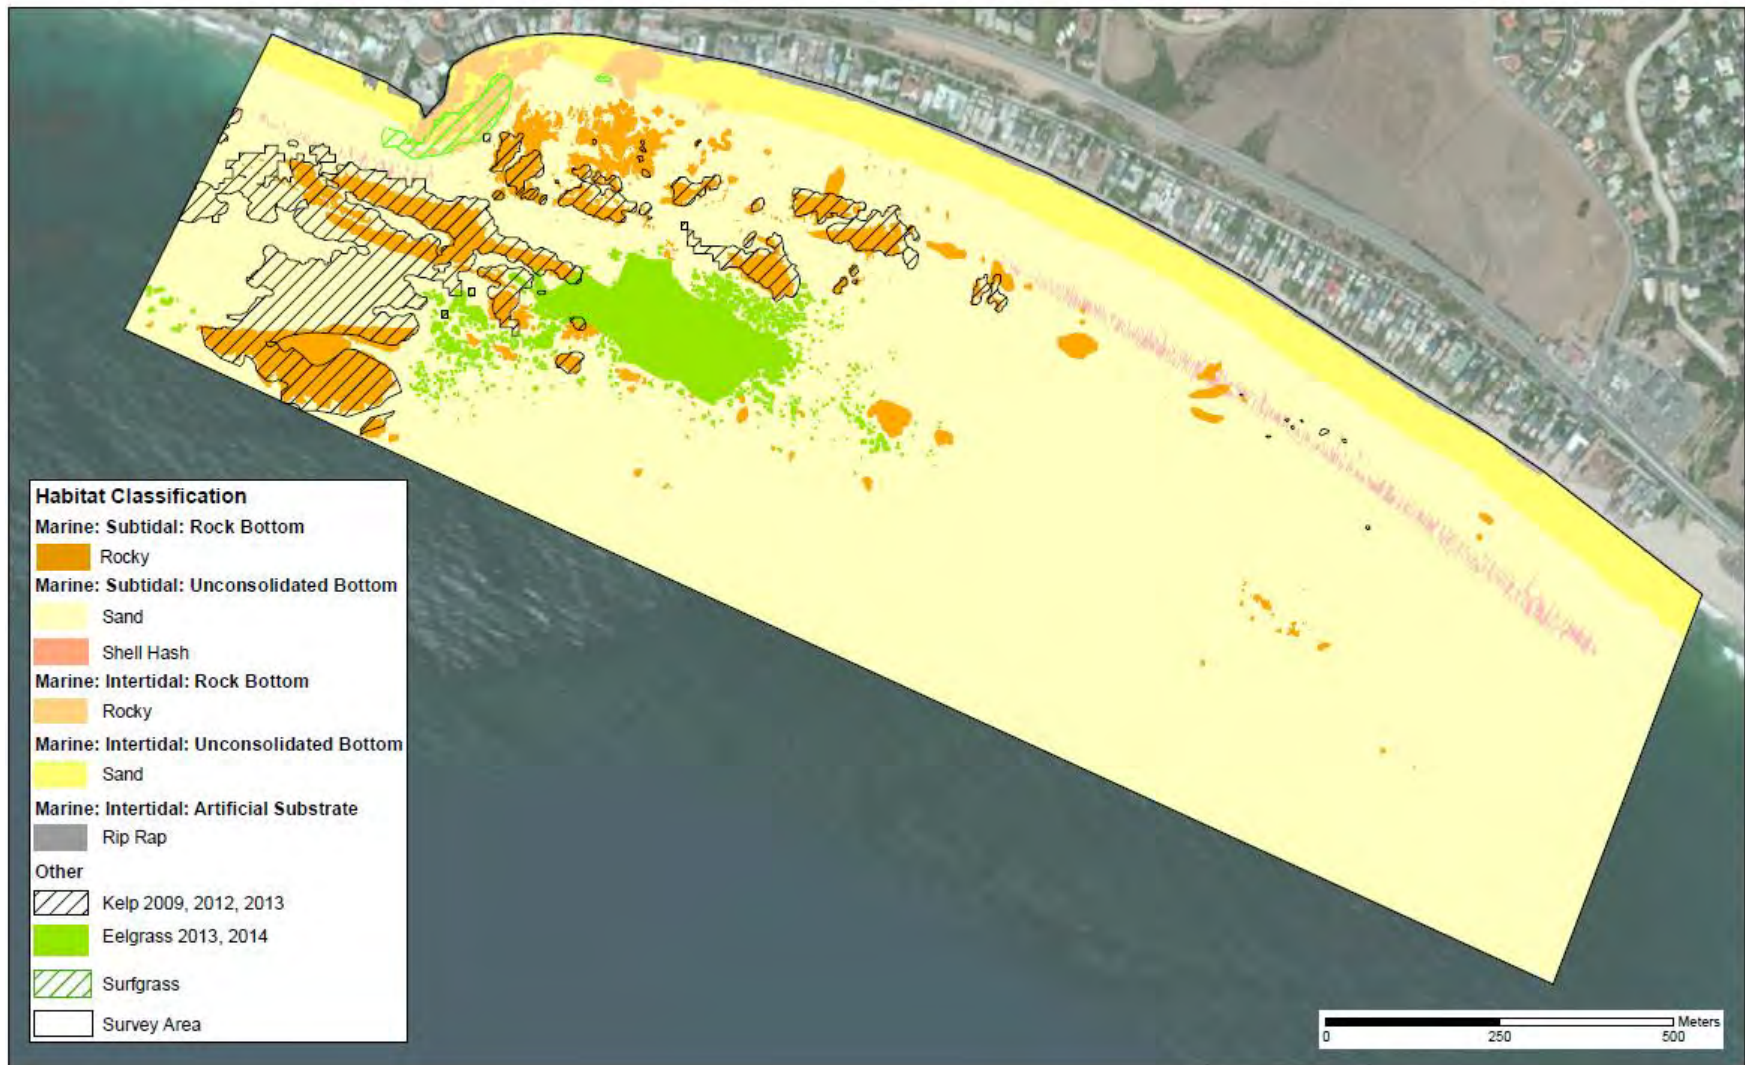 Habitat Classification
Marine: Subtidal: Rock Bottom
Rocky
Marine: Subtidal: Unconsolidated Bottom
Sand
Shell Hash
Marine: Intertidal: Rock Bottom
Rocky
Marine: Intertidal: Unconsolidated Bottom
Sand
Marine: Intertidal: Artificial Substrate
Rip Rap
Other
Kelp 2009, 2012, 2013
Eelgrass 2013, 2014
Surfgrass
Survey Area
Meters
0 250 500